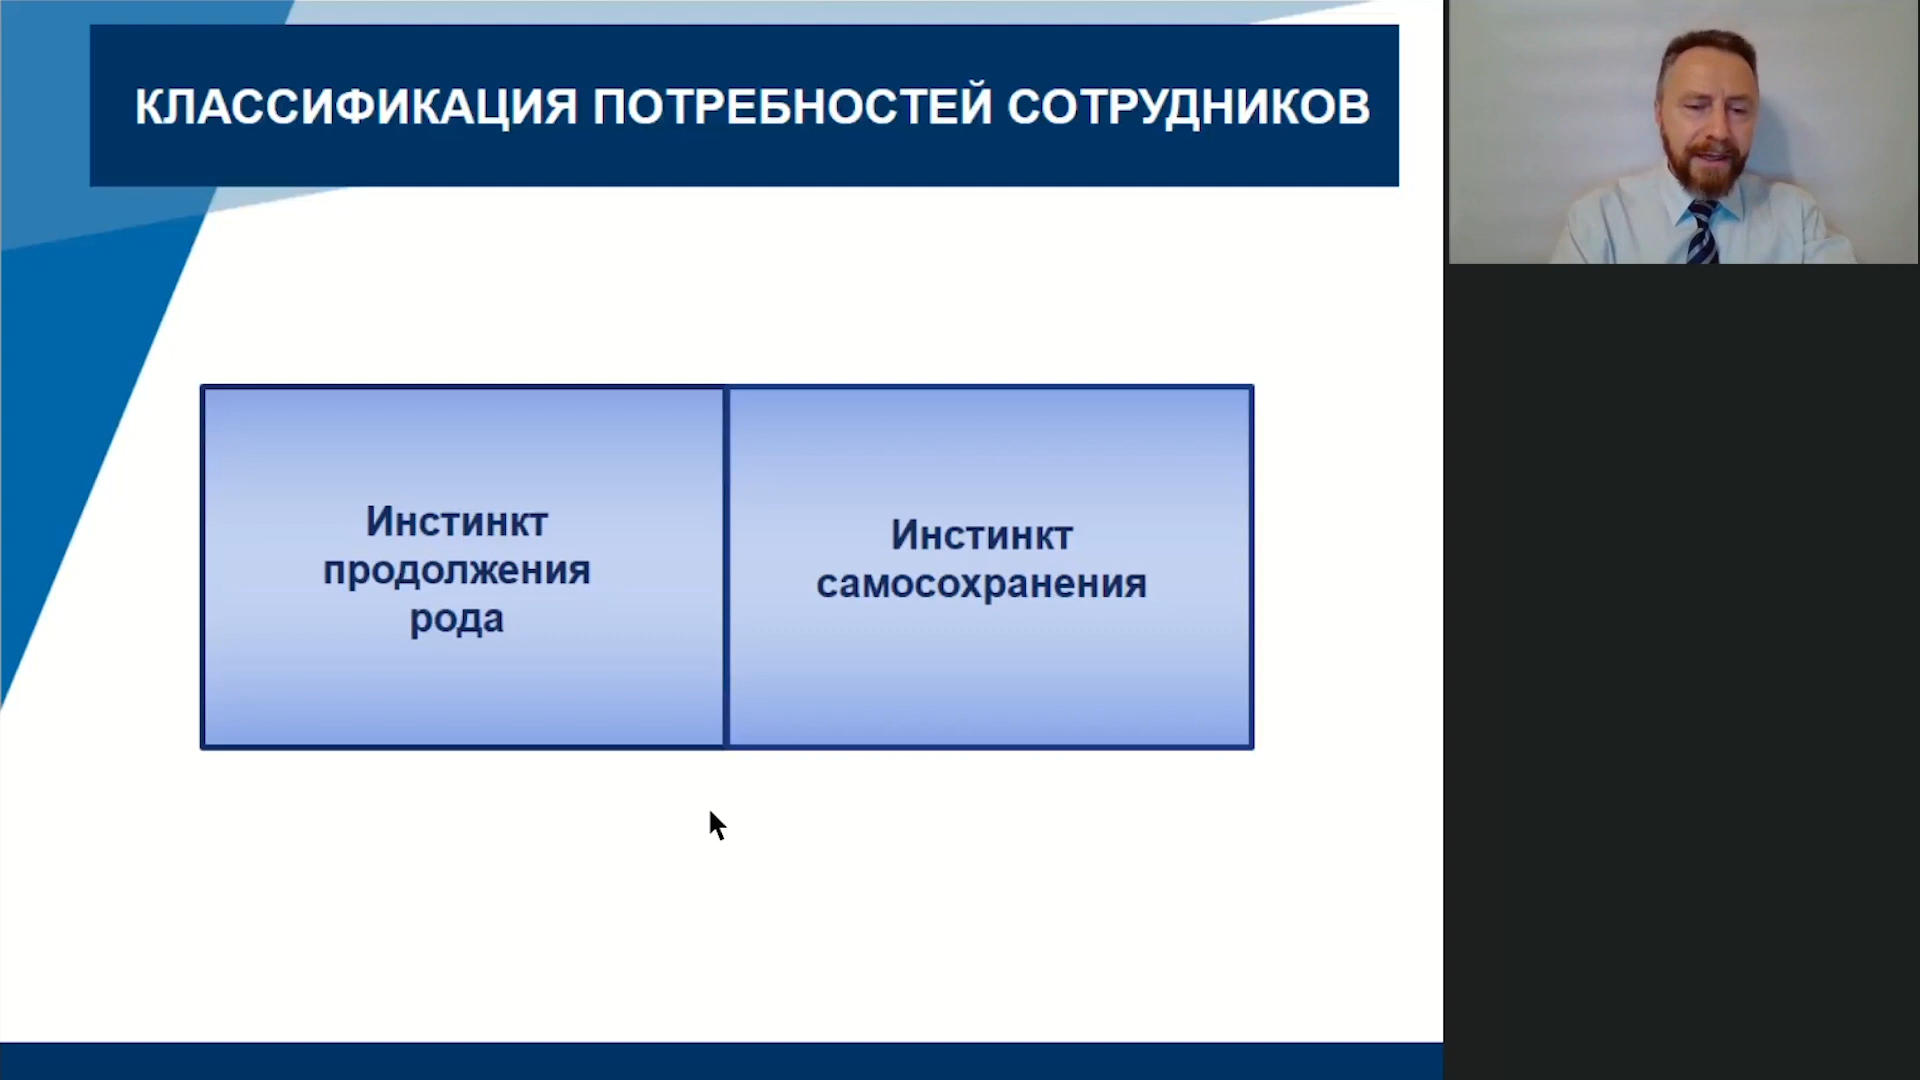 КЛАССИФИКАЦИЯ ПОТРЕБНОСТЕЙ СОТРУДНИКОВ
Инстинкт
продолжения
рода
Инстинкт
самосохранения